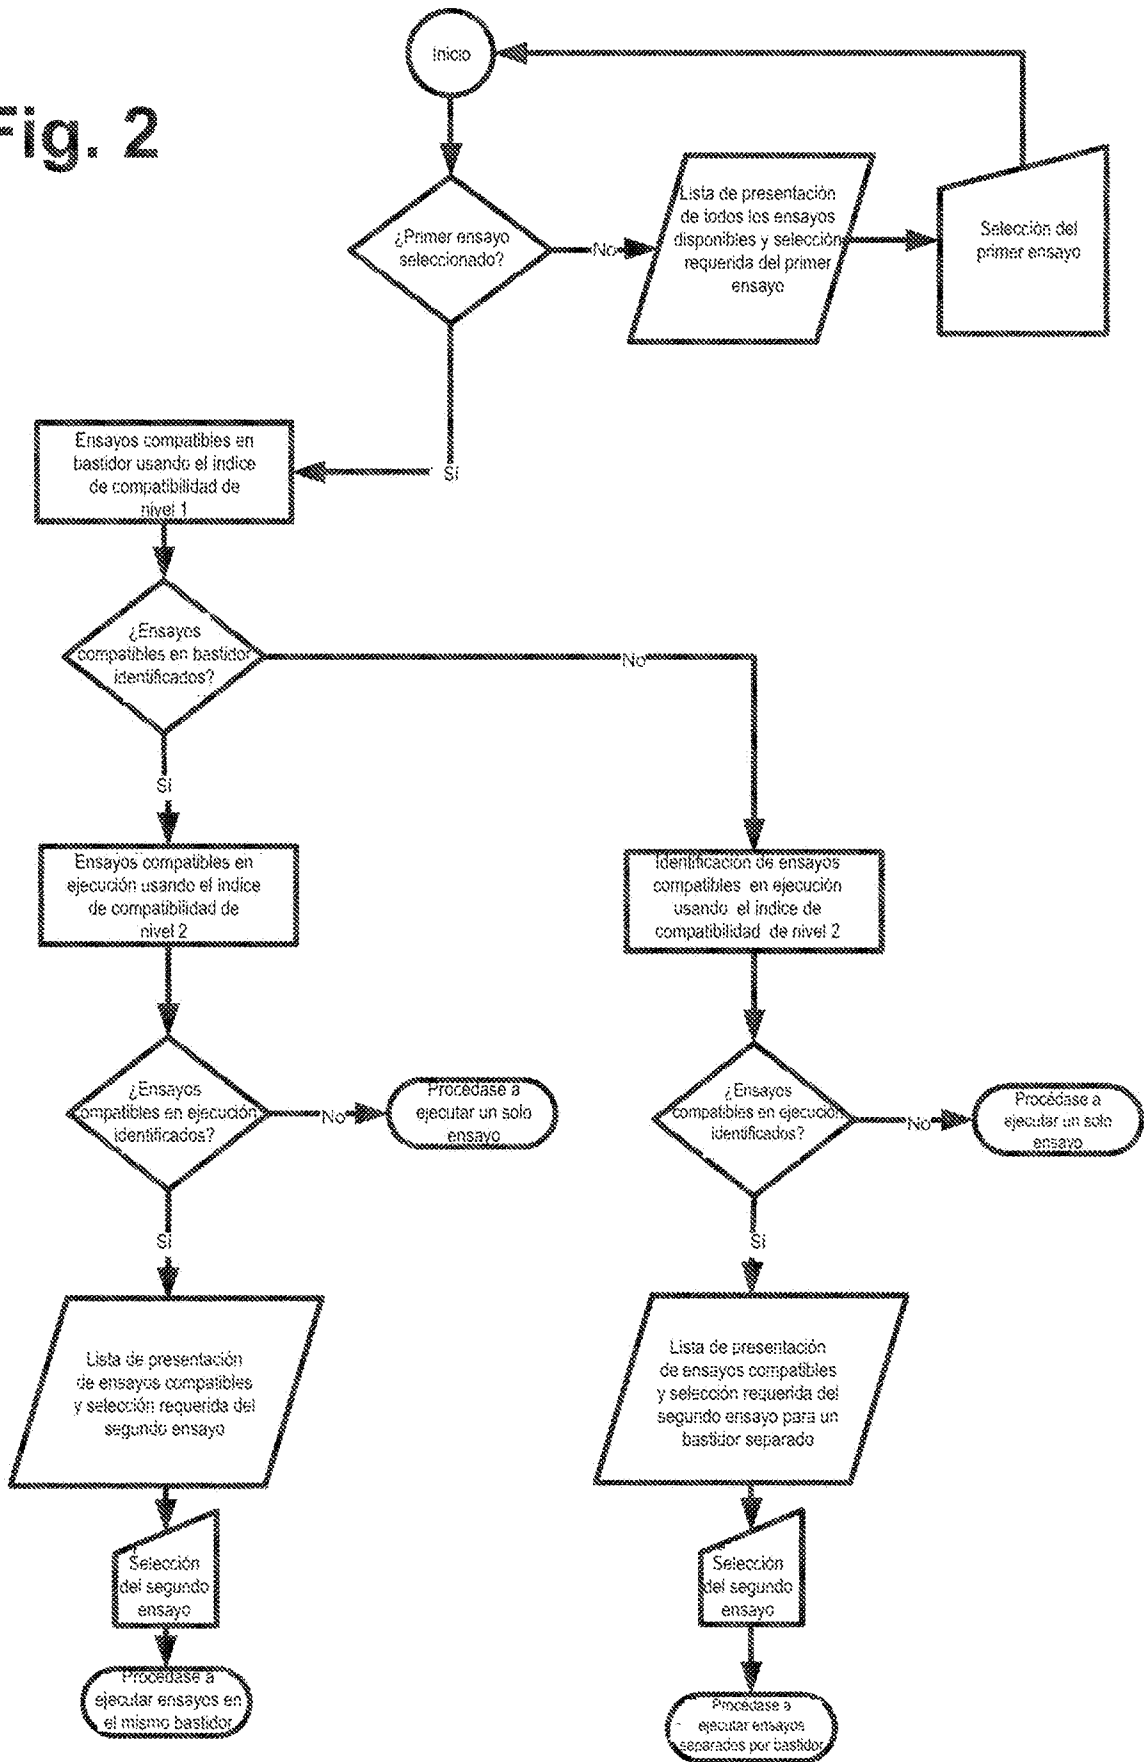 Fig. 2
Inicio
¿Primer ensayo
seleccionado?
No
Lista de presentación
de todos los ensayos
disponibles y selección
requerida del primer
ensayo
Selección del
primer ensayo
Sí
Ensayos compatibles en
bastidor usando el índice
de compatibilidad de
nivel 1
¿Ensayos
compatibles en bastidor
identificados?
No
Sí
Ensayos compatibles en
ejecución usando el índice
de compatibilidad de
nivel 2
Identificación de ensayos
compatibles en ejecución
usando el índice de
compatibilidad de nivel 2
¿Ensayos
compatibles en ejecución
identificados?
No
Procédase a
ejecutar un solo
ensayo
¿Ensayos
compatibles en ejecución
identificados?
No
Procédase a
ejecutar un solo
ensayo
Sí
Sí
Lista de presentación
de ensayos compatibles
y selección requerida del
segundo ensayo
Lista de presentación
de ensayos compatibles
y selección requerida del
segundo ensayo para un
bastidor separado
Selección
del segundo
ensayo
Selección
del segundo
ensayo
Procédase a
ejecutar ensayos en
el mismo bastidor
Procédase a
ejecutar ensayos
separados por bastidor